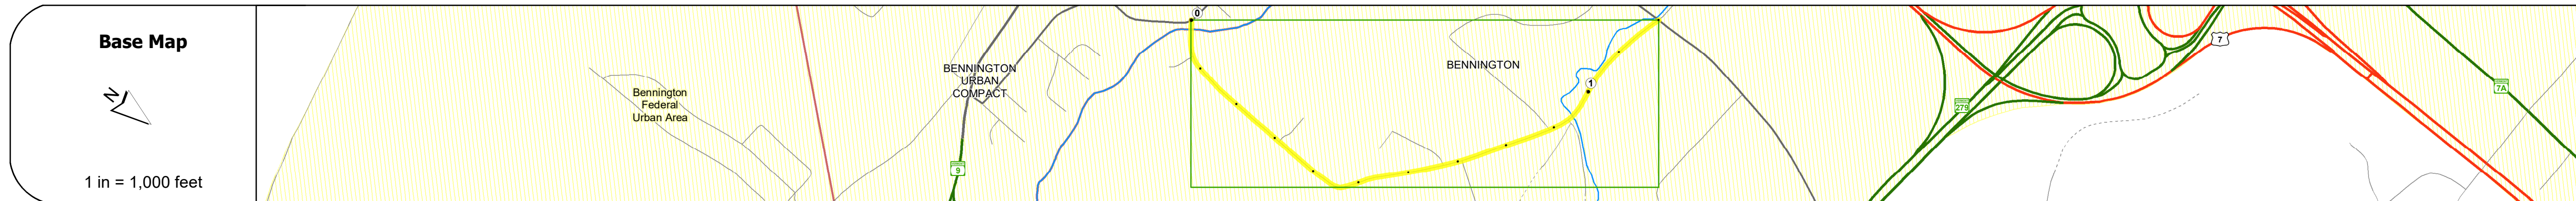 Base Map
N
1 in = 1,000 feet
Bennington
Federal
Urban Area
9
BENNINGTON
URBAN
COMPACT
0
BENNINGTON
1
279
7
7A